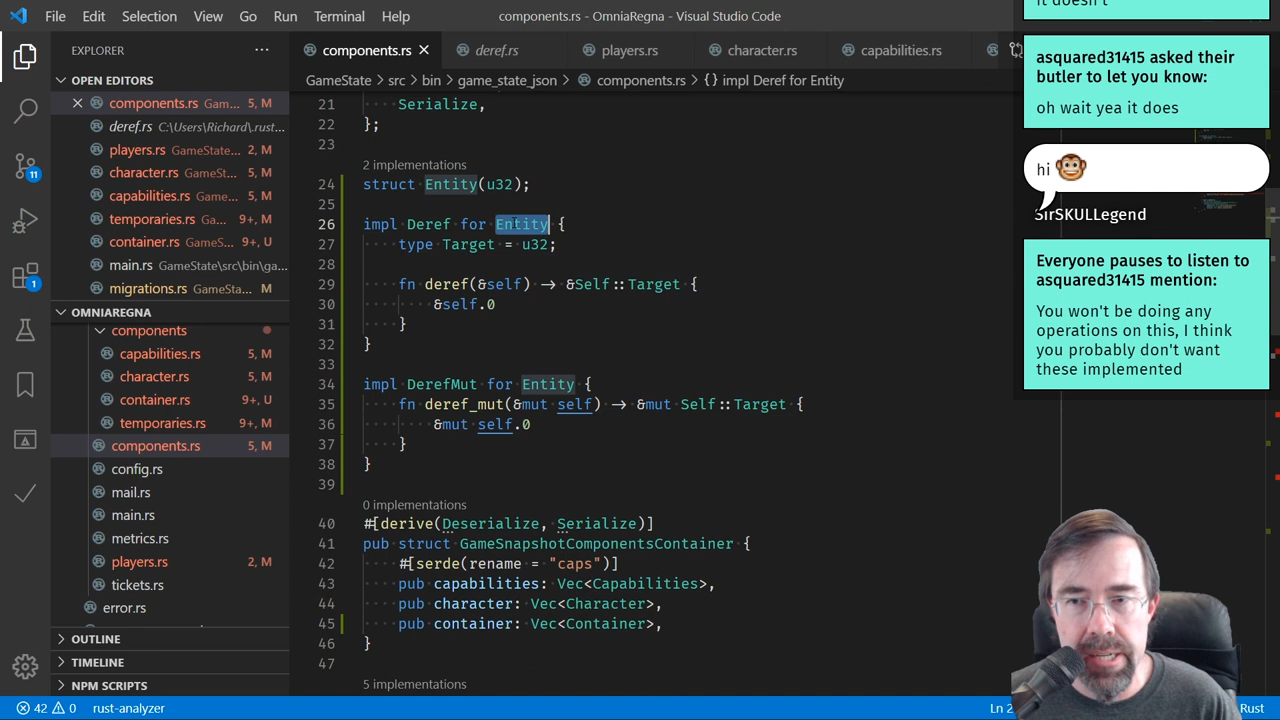 File Edit Selection View Go Run Terminal Help
components.rs - OmniaRegna - Visual Studio Code
EXPLORER
OPEN EDITORS
components.rs Gam... 5, M
deref.rs C:\Users\Richard\.rust...
players.rs GameState... 2, M
character.rs GameS... 5, M
capabilities.rs Ga... 5, M
temporaries.rs Ga... 9+, M
container.rs Gam... 9+, U
main.rs GameState\src\bin\ga...
migrations.rs GameSta... M
OMNIAREGNA
components
capabilities.rs 5, M
character.rs 5, M
container.rs 9+, U
temporaries.rs 9+, M
components.rs 5, M
config.rs
mail.rs
main.rs
metrics.rs
players.rs 2, M
tickets.rs
error.rs
OUTLINE
TIMELINE
NPM SCRIPTS
11
1
components.rs deref.rs players.rs character.rs capabilities.rs
GameState > src > bin > game_state_json > components.rs > {} impl Deref for Entity
21 Serialize,
22 };
23
2 implementations
24 struct Entity(u32);
25
26 impl Deref for Entity {
27 type Target = u32;
28
29 fn deref(&self) -> &Self::Target {
30 &self.0
31 }
32 }
33
34 impl DerefMut for Entity {
35 fn deref_mut(&mut self) -> &mut Self::Target {
36 &mut self.0
37 }
38 }
39
0 implementations
40 #[derive(Deserialize, Serialize)]
41 pub struct GameSnapshotComponentsContainer {
42 #[serde(rename = "caps")]
43 pub capabilities: Vec<Capabilities>,
44 pub character: Vec<Character>,
45 pub container: Vec<Container>,
46 }
47
5 implementations
it doesn't
asquared31415 asked their
butler to let you know:
oh wait yea it does
hi
SirSKULLegend
Everyone pauses to listen to
asquared31415 mention:
You won't be doing any
operations on this, I think
you probably don't want
these implemented
42 0 rust-analyzer
Ln 2
Rust